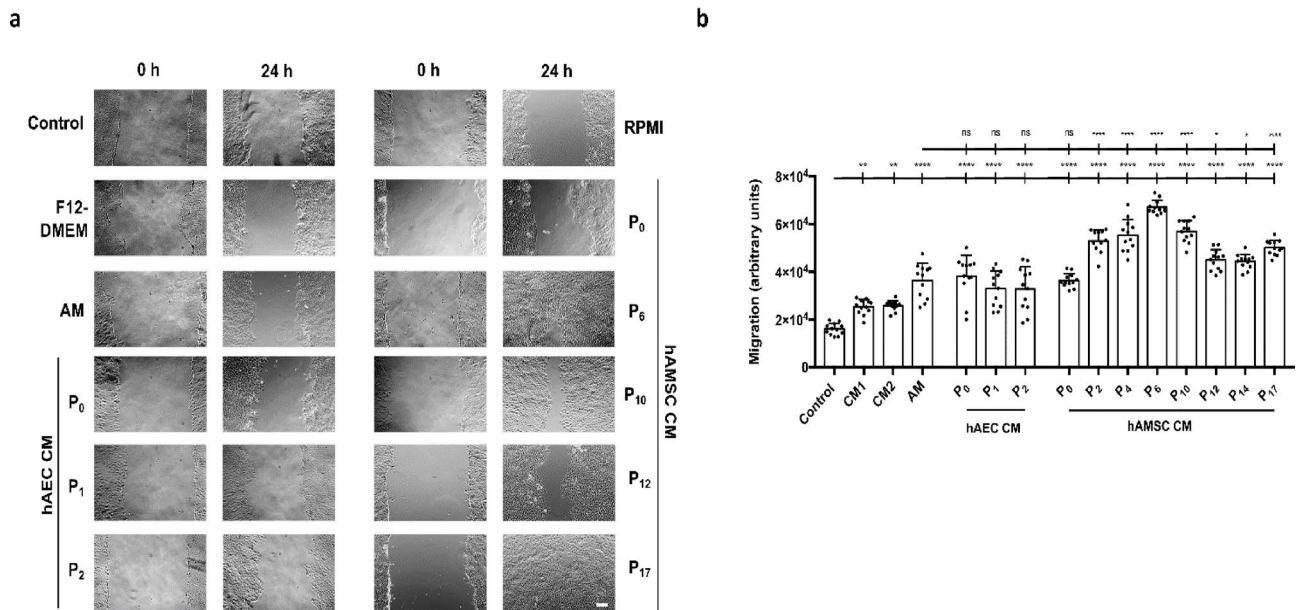 a
b
0 h
24 h
0 h
24 h
Control
RPMI
F12-
DMEM
P0
AM
P6
P0
P10
P1
P12
P2
P17
hAEC CM
hAMSC CM
ns
ns
ns
ns
****
****
****
****
*
*
**
**
****
****
****
****
****
****
****
****
****
****
****
****
Migration (arbitrary units)
8×10⁴
6×10⁴
4×10⁴
2×10⁴
0
Control
CM1
CM2
AM
P0
P1
P2
P0
P2
P4
P6
P10
P12
P14
P17
hAEC CM
hAMSC CM